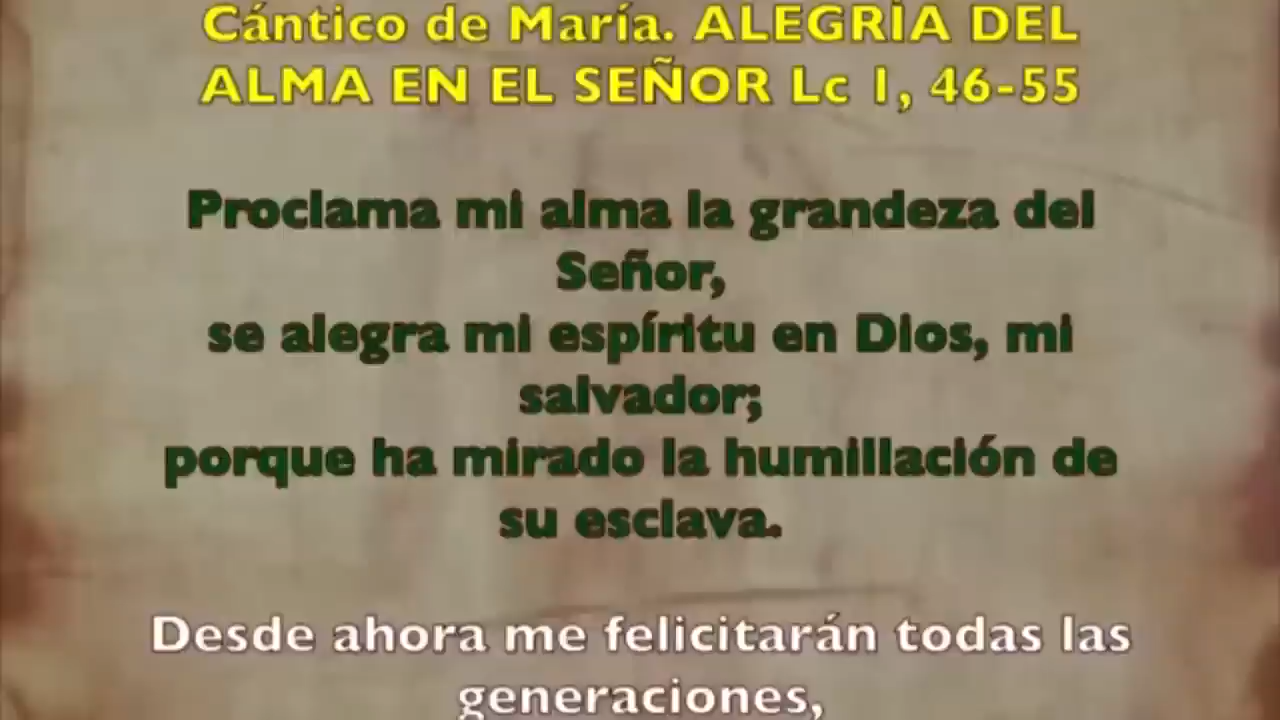 Cántico de María. ALEGRÍA DEL
ALMA EN EL SEÑOR Lc 1, 46-55
Proclama mi alma la grandeza del
Señor,
se alegra mi espíritu en Dios, mi
salvador;
porque ha mirado la humillación de
su esclava.
Desde ahora me felicitarán todas las
generaciones,